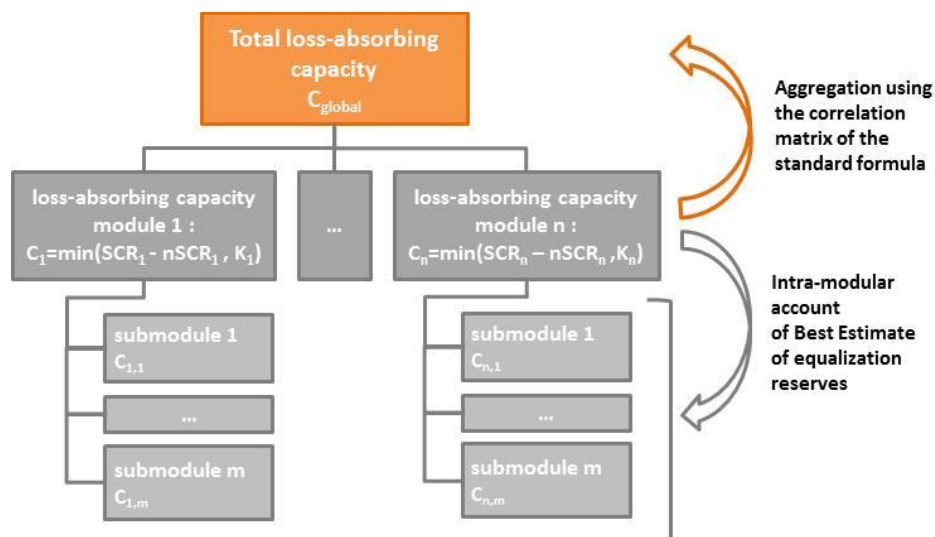 Total loss-absorbing
capacity
C_global
Aggregation using
the correlation
matrix of the
standard formula
loss-absorbing capacity
module 1 :
C₁=min(SCR₁ - nSCR₁ , K₁)
...
loss-absorbing capacity
module n :
Cₙ=min(SCRₙ – nSCRₙ ,Kₙ)
Intra-modular
account
of Best Estimate
of equalization
reserves
submodule 1
C₁,₁
...
submodule m
C₁,m
submodule 1
Cₙ,₁
...
submodule m
Cₙ,m